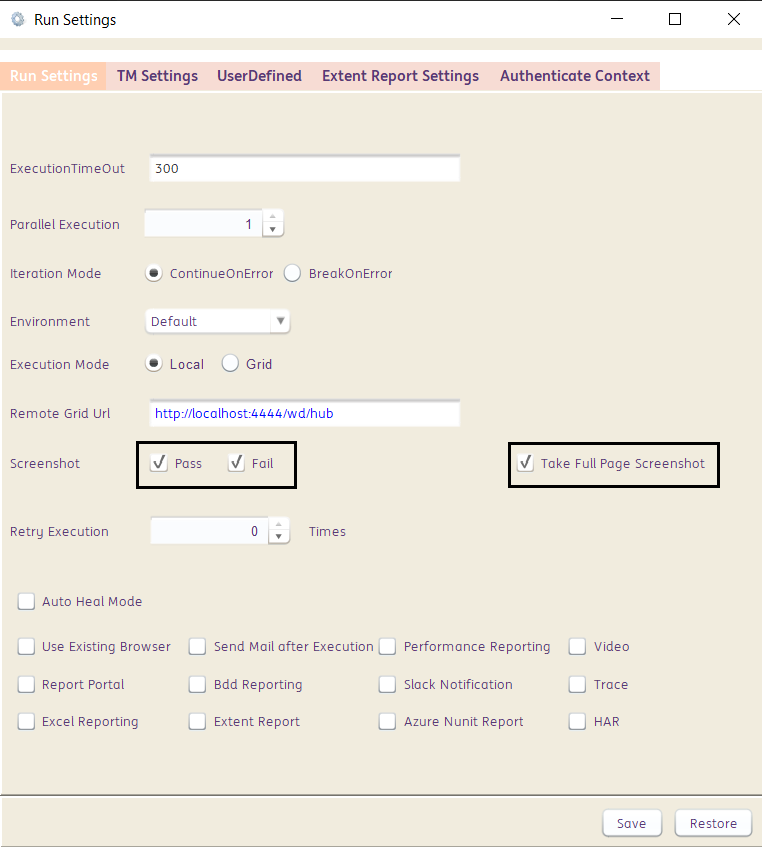 Run Settings
Run Settings TM Settings UserDefined Extent Report Settings Authenticate Context
ExecutionTimeOut 300
Parallel Execution 1
Iteration Mode ContinueOnError BreakOnError
Environment Default
Execution Mode Local Grid
Remote Grid Url http://localhost:4444/wd/hub
Screenshot Pass Fail Take Full Page Screenshot
Retry Execution 0 Times
Auto Heal Mode
Use Existing Browser Send Mail after Execution Performance Reporting Video
Report Portal Bdd Reporting Slack Notification Trace
Excel Reporting Extent Report Azure Nunit Report HAR
Save Restore